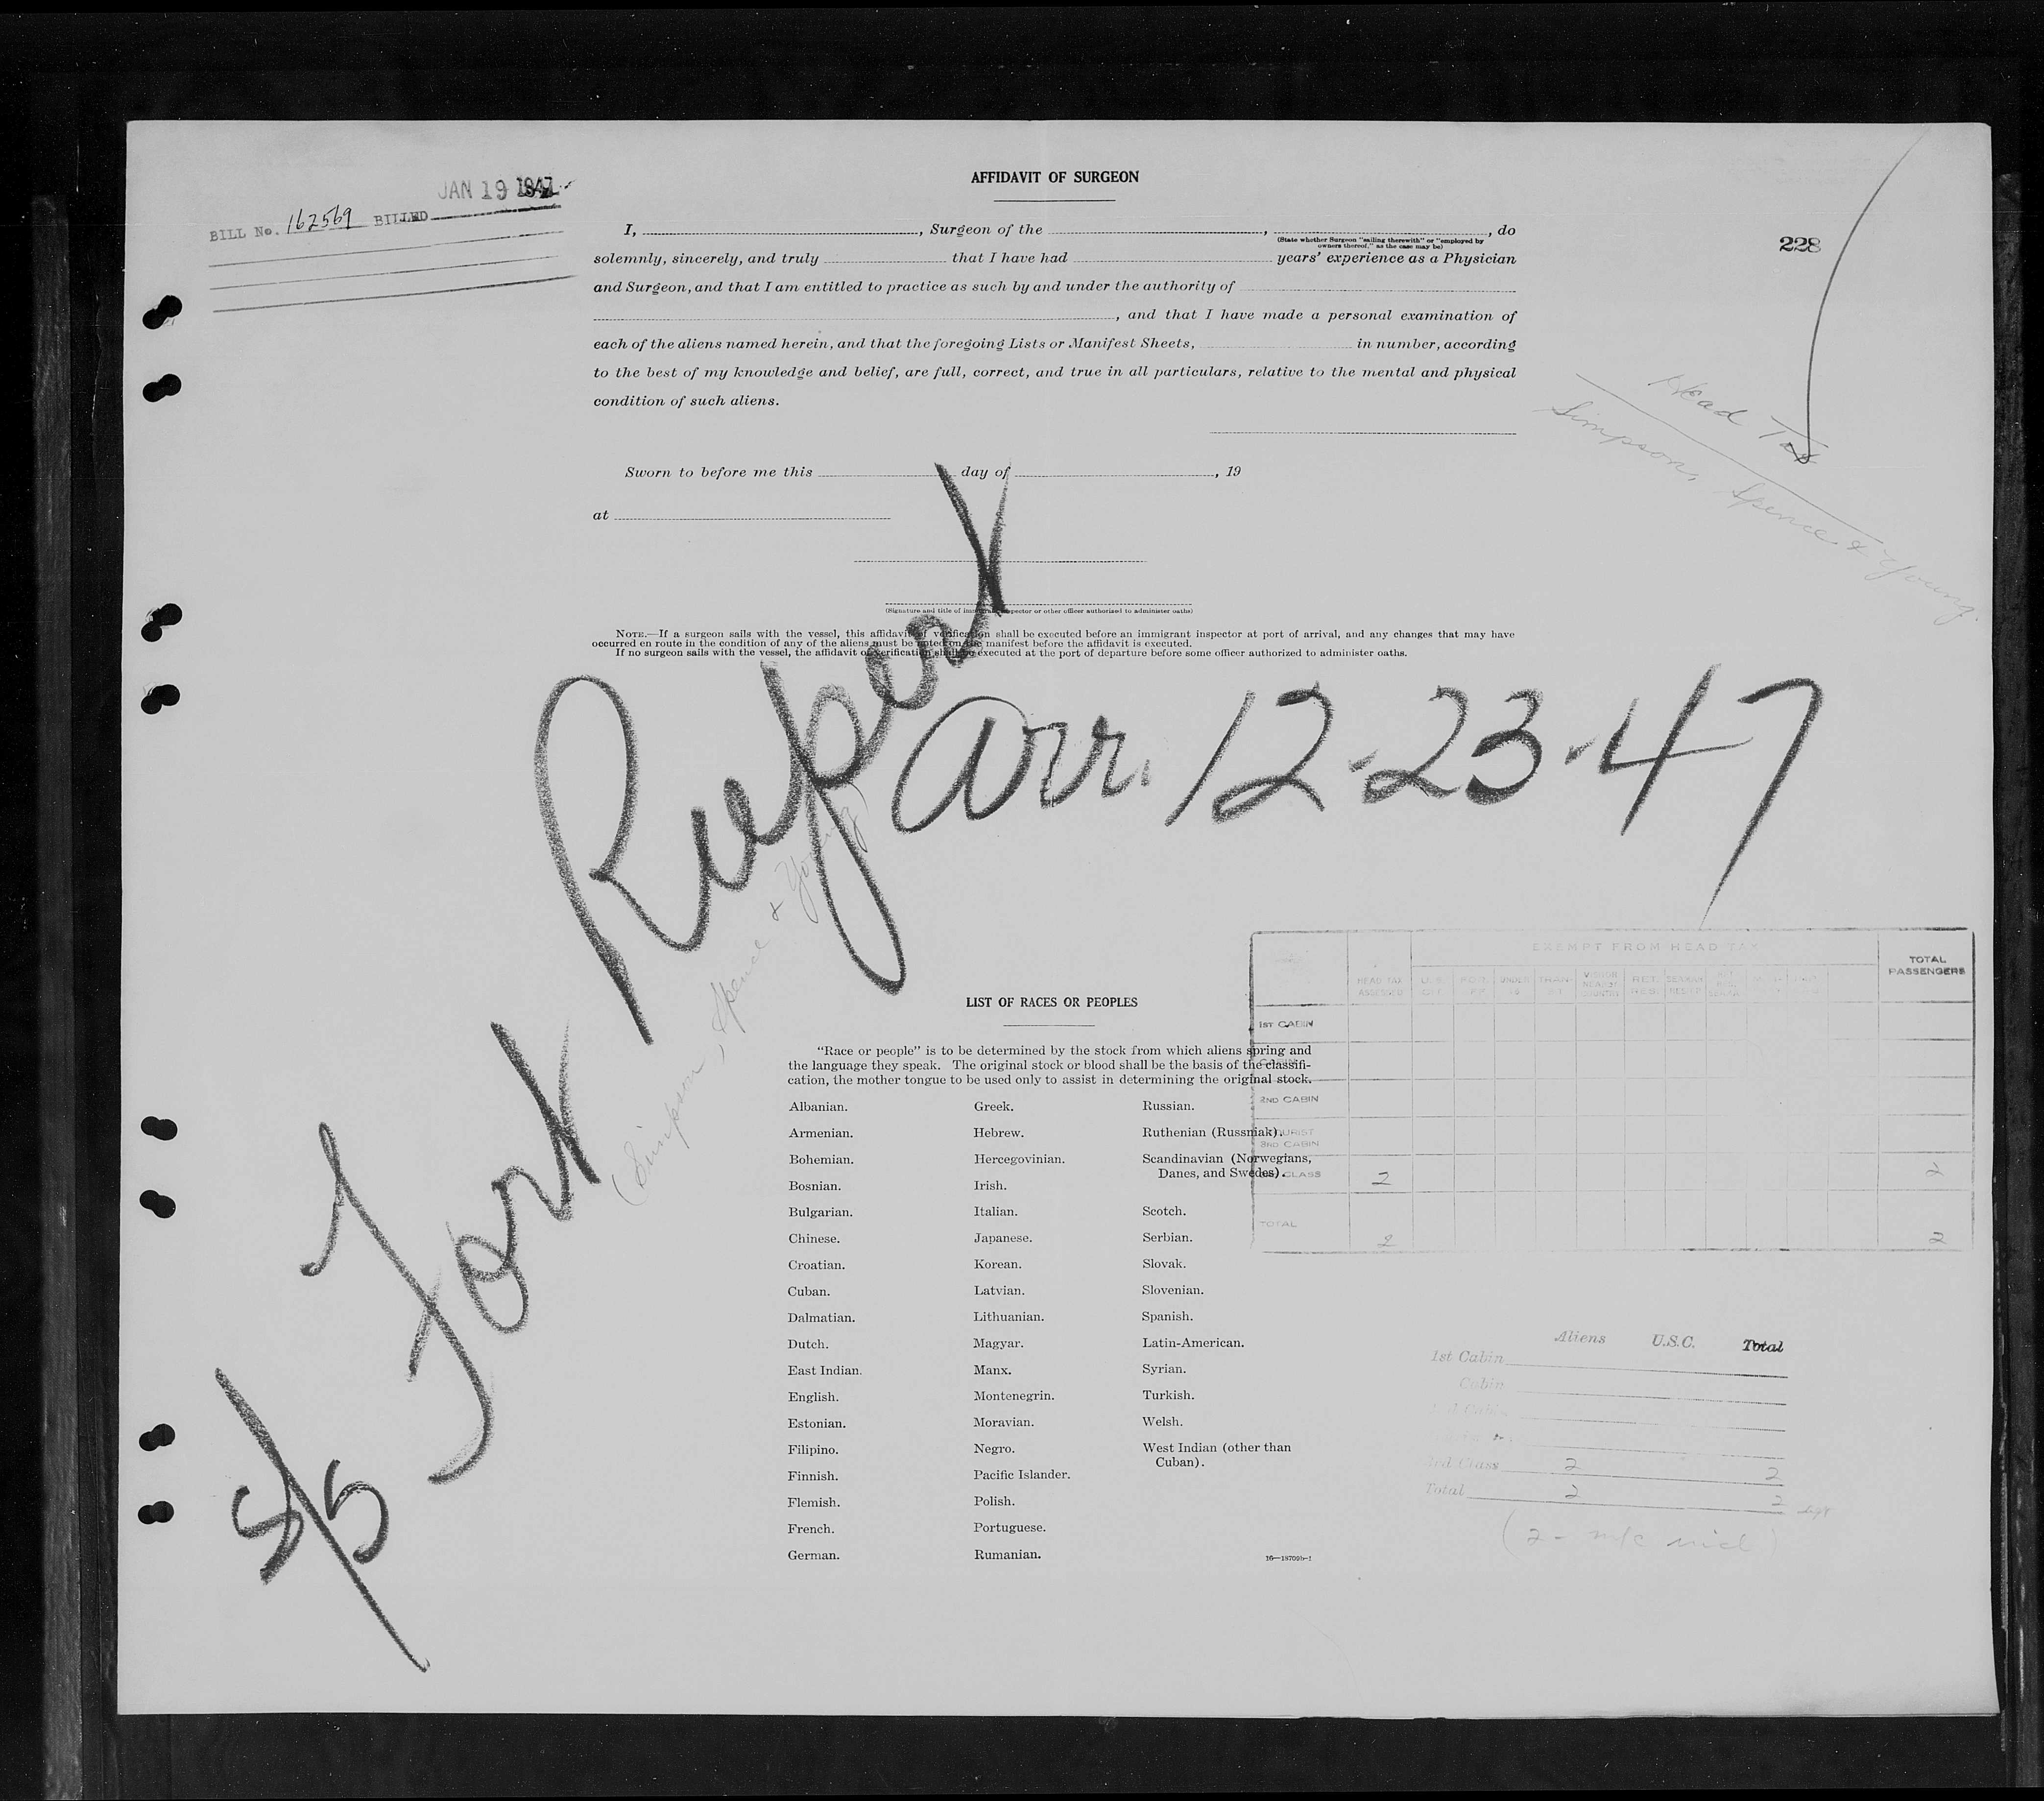 JAN 19 194
BILL No. 162569 BILLED
228
AFFIDAVIT OF SURGEON
I, , Surgeon of the , , do
(State whether Surgeon "sailing therewith" or "employed by
owners thereof," as the case may be)
solemnly, sincerely, and truly that I have had years' experience as a Physician
and Surgeon, and that I am entitled to practice as such by and under the authority of
, and that I have made a personal examination of
each of the aliens named herein, and that the foregoing Lists or Manifest Sheets, in number, according
to the best of my knowledge and belief, are full, correct, and true in all particulars, relative to the mental and physical
condition of such aliens.
Head Tax
Simpson, Spence & Young
Sworn to before me this day of , 19
at
(Signature and title of immigrant inspector or other officer authorized to administer oaths)
NOTE.—If a surgeon sails with the vessel, this affidavit of verification shall be executed before an immigrant inspector at port of arrival, and any changes that may have
occurred en route in the condition of any of the aliens must be noted on the manifest before the affidavit is executed.
If no surgeon sails with the vessel, the affidavit of verification shall be executed at the port of departure before some officer authorized to administer oaths.
S/S Fort Rupert
arr. 12-23-47
(Simpson, Spence & Young)
EXEMPT FROM HEAD TAX
TOTAL
PASSENGERS
HEAD TAX
ASSESSED
1ST CABIN
CABIN
2ND CABIN
TOURIST
3RD CABIN
CLASS 2 2
TOTAL 2 2
LIST OF RACES OR PEOPLES
"Race or people" is to be determined by the stock from which aliens spring and
the language they speak. The original stock or blood shall be the basis of the classifi-
cation, the mother tongue to be used only to assist in determining the original stock.
Albanian.
Armenian.
Bohemian.
Bosnian.
Bulgarian.
Chinese.
Croatian.
Cuban.
Dalmatian.
Dutch.
East Indian.
English.
Estonian.
Filipino.
Finnish.
Flemish.
French.
German.
Greek.
Hebrew.
Hercegovinian.
Irish.
Italian.
Japanese.
Korean.
Latvian.
Lithuanian.
Magyar.
Manx.
Montenegrin.
Moravian.
Negro.
Pacific Islander.
Polish.
Portuguese.
Rumanian.
Russian.
Ruthenian (Russniak).
Scandinavian (Norwegians,
Danes, and Swedes).
Scotch.
Serbian.
Slovak.
Slovenian.
Spanish.
Latin-American.
Syrian.
Turkish.
Welsh.
West Indian (other than
Cuban).
Aliens U.S.C. Total
1st Cabin
Cabin
3rd Class 2 2
Total 2 2